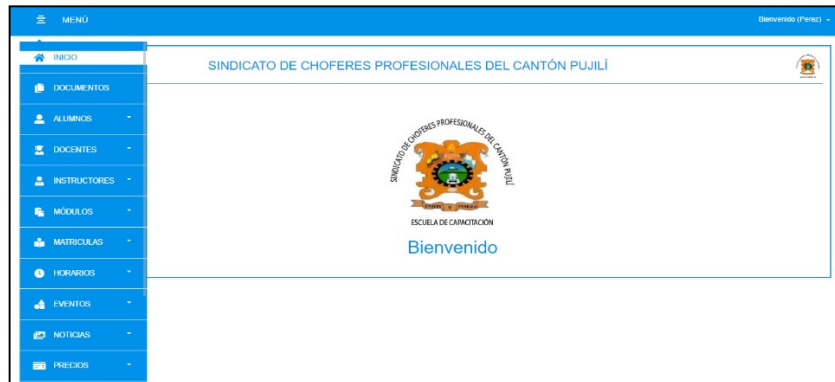 MENÚ
Bienvenido (Perez)
INICIO
DOCUMENTOS
ALUMNOS
DOCENTES
INSTRUCTORES
MÓDULOS
MATRICULAS
HORARIOS
EVENTOS
NOTICIAS
PRECIOS
SINDICATO DE CHOFERES PROFESIONALES DEL CANTÓN PUJILÍ
SINDICATO DE CHOFERES PROFESIONALES DEL CANTÓN PUJILÍ
ESCUELA DE CAPACITACIÓN
Bienvenido